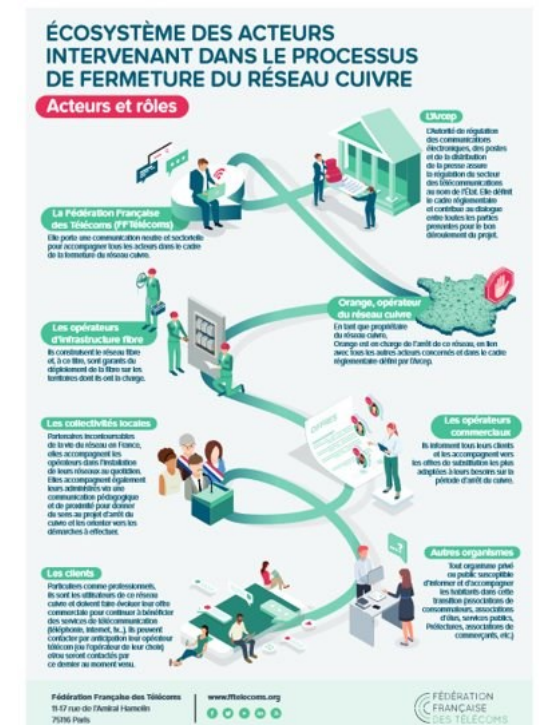 ÉCOSYSTÈME DES ACTEURS
INTERVENANT DANS LE PROCESSUS
DE FERMETURE DU RÉSEAU CUIVRE
Acteurs et rôles
L'Arcep
L'Autorité de régulation
des communications
électroniques, des postes
et de la distribution
de la presse assure
la régulation du secteur
des télécommunications
au nom de l'État. Elle définit
le cadre réglementaire
et contribue au dialogue
entre toutes les parties
prenantes pour le bon
déroulement du projet.
La Fédération Française
des Télécoms (FFTélécoms)
Elle porte une communication neutre et sectorielle
pour accompagner tous les acteurs dans le cadre
de la fermeture du réseau cuivre.
Orange, opérateur
du réseau cuivre
En tant que propriétaire
du réseau cuivre,
Orange est en charge de l'arrêt de ce réseau, en lien
avec tous les autres acteurs concernés et dans le cadre
réglementaire défini par l'Arcep.
Les opérateurs
d'infrastructure fibre
Ils construisent le réseau fibre
et, à ce titre, sont garants du
déploiement de la fibre sur les
territoires dont ils ont la charge.
Les collectivités locales
Partenaires incontournables
de la vie du réseau en France,
elles accompagnent les
opérateurs dans l'installation
de leurs réseaux au quotidien.
Elles accompagnent également
leurs administrés via une
communication pédagogique
et de proximité pour donner
du sens au projet d'arrêt du
cuivre et les orienter vers les
démarches à effectuer.
OFFRES
Les opérateurs
commerciaux
Ils informent tous leurs clients
et les accompagnent vers
les offres de substitution les plus
adaptées à leurs besoins sur la
période d'arrêt du cuivre.
Autres organismes
Tout organisme privé
ou public susceptible
d'informer et d'accompagner
les habitants dans cette
transition (associations de
consommateurs, associations
d'élus, services publics,
Préfectures, associations de
commerçants, etc.)
...?
Les clients
Particuliers comme professionnels,
ils sont les utilisateurs de ce réseau
cuivre et doivent faire évoluer leur offre
commerciale pour continuer à bénéficier
des services de télécommunication
(téléphonie, internet, tv...). Ils peuvent
contacter par anticipation leur opérateur
télécom (ou l'opérateur de leur choix)
et/ou seront contactés par
ce dernier au moment venu.
Fédération Française des Télécoms
11-17 rue de l'Amiral Hamelin
75116 Paris
www.fftelecoms.org
FÉDÉRATION
FRANÇAISE
DES TÉLÉCOMS